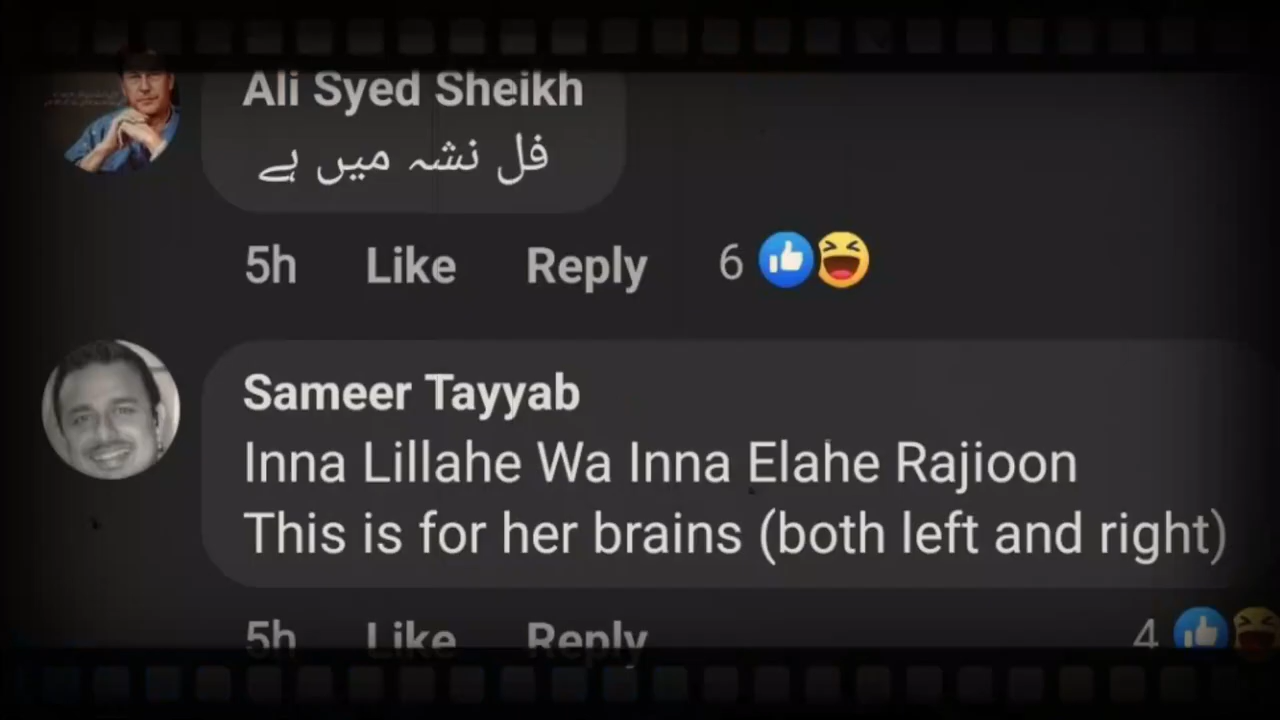 Ali Syed Sheikh
فل نشہ میں ہے
5h Like Reply 6
Sameer Tayyab
Inna Lillahe Wa Inna Elahe Rajioon
This is for her brains (both left and right)
5h Like Reply 4